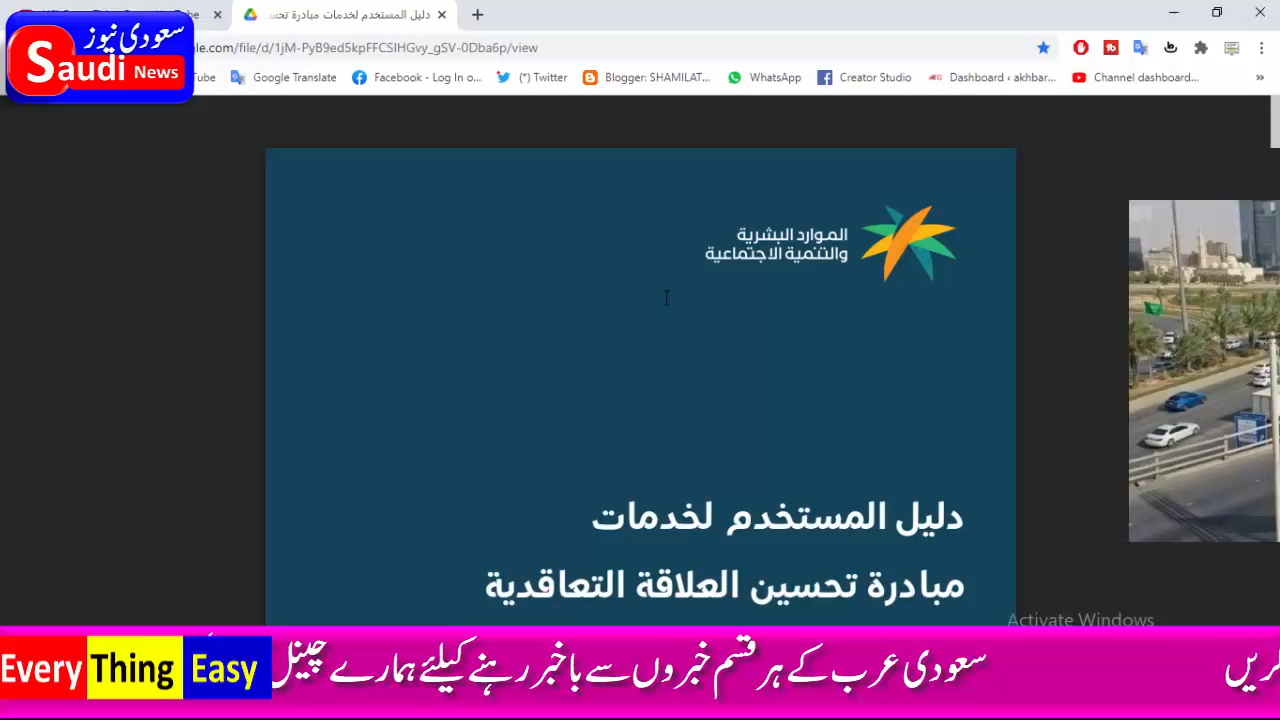 سعودی نیوز
Saudi News
دليل المستخدم لخدمات مبادرة تحس
le.com/file/d/1jM-PyB9ed5kpFFCSIHGvy_gSV-0Dba6p/view
Tube
Google Translate
Facebook - Log In o...
(*) Twitter
Blogger: SHAMILAT...
WhatsApp
Creator Studio
Dashboard ‹ akhbar...
Channel dashboard...
»
الموارد البشرية
والتنمية الاجتماعية
دليل المستخدم لخدمات
مبادرة تحسين العلاقة التعاقدية
Activate Windows
Every Thing Easy
سعودی عرب کے ہر قسم خبروں سے باخبر رہنے کیلئے ہمارے چینل
کریں